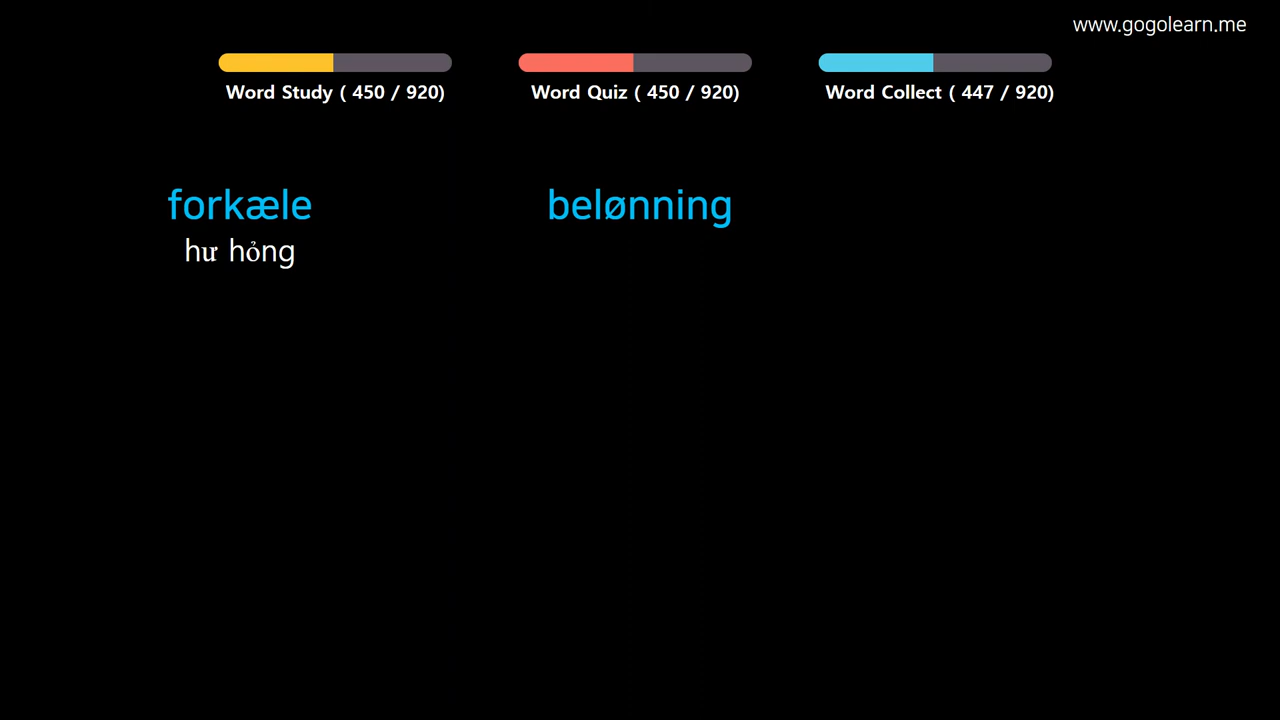 www.gogolearn.me
Word Study ( 450 / 920)
Word Quiz ( 450 / 920)
Word Collect ( 447 / 920)
forkæle
hư hỏng
belønning